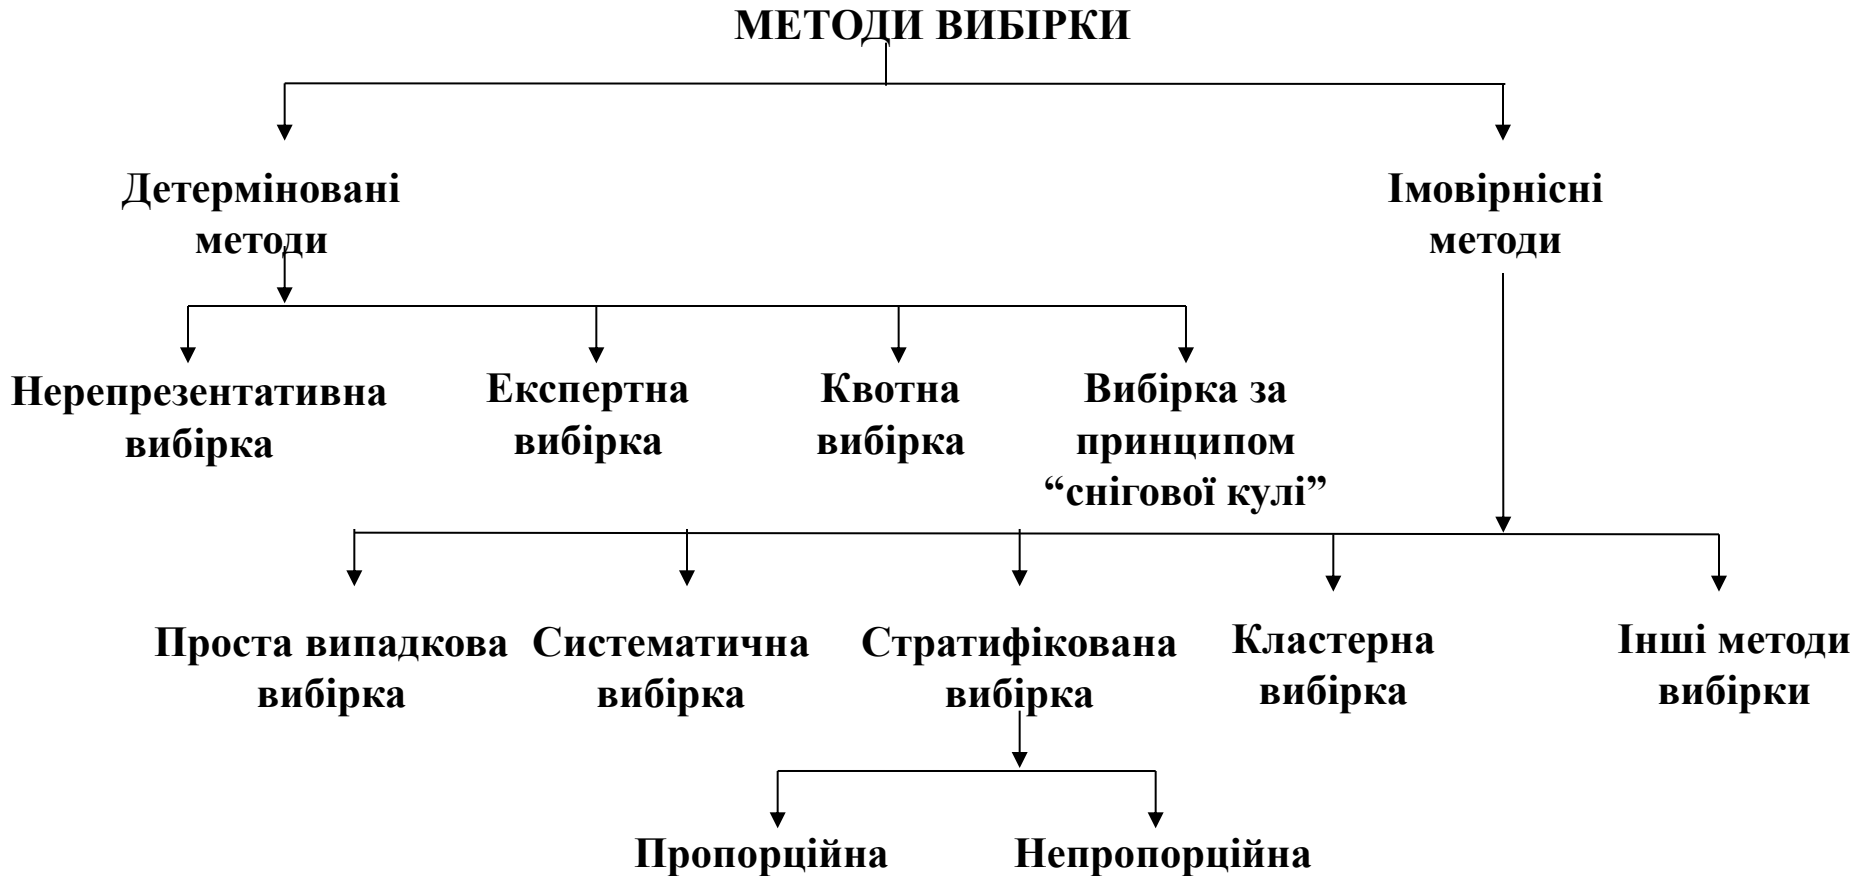 МЕТОДИ ВИБІРКИ
Детерміновані
методи
Імовірнісні
методи
Нерепрезентативна
вибірка
Експертна
вибірка
Квотна
вибірка
Вибірка за
принципом
“снігової кулі”
Проста випадкова
вибірка
Систематична
вибірка
Стратифікована
вибірка
Кластерна
вибірка
Інші методи
вибірки
Пропорційна
Непропорційна